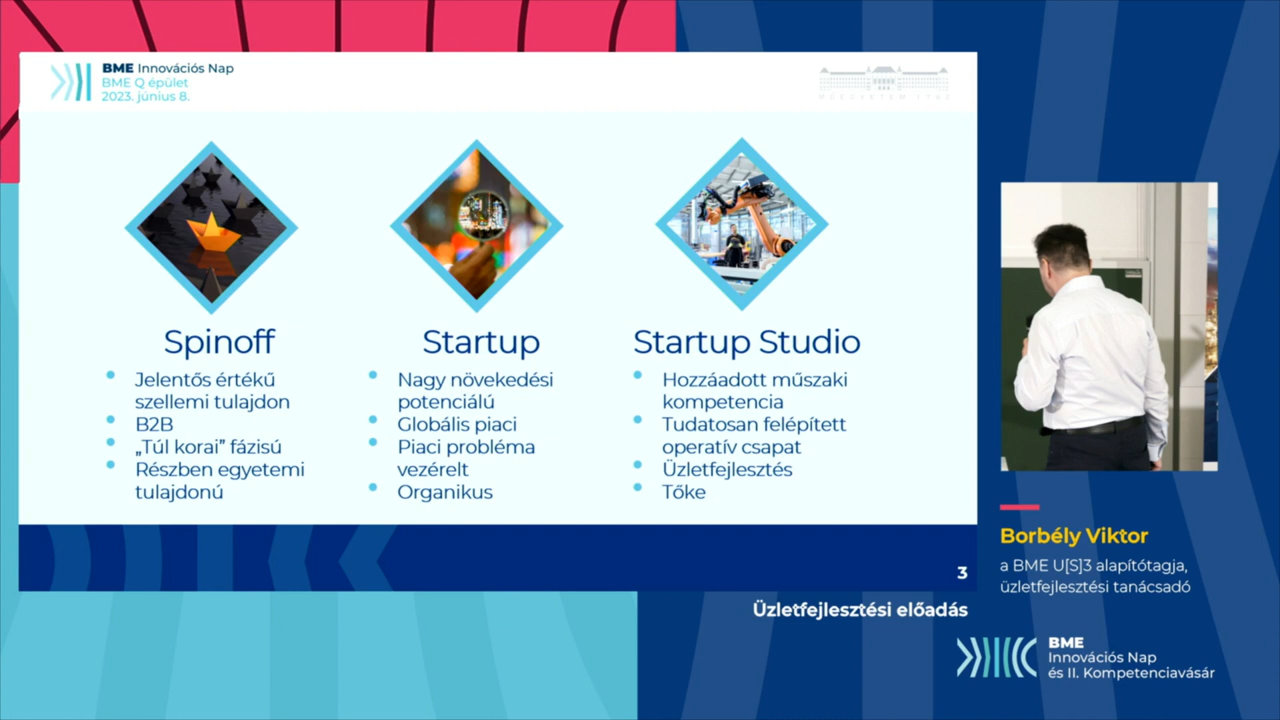 BME Innovációs Nap
BME Q épület
2023. június 8.
MŰEGYETEM 1782
Spinoff
Jelentős értékű
szellemi tulajdon
B2B
„Túl korai” fázisú
Részben egyetemi
tulajdonú
Startup
Nagy növekedési
potenciálú
Globális piaci
Piaci probléma
vezérelt
Organikus
Startup Studio
Hozzáadott műszaki
kompetencia
Tudatosan felépített
operatív csapat
Üzletfejlesztés
Tőke
3
Borbély Viktor
a BME U[S]3 alapítótagja,
üzletfejlesztési tanácsadó
Üzletfejlesztési előadás
BME
Innovációs Nap
és II. Kompetenciavásár